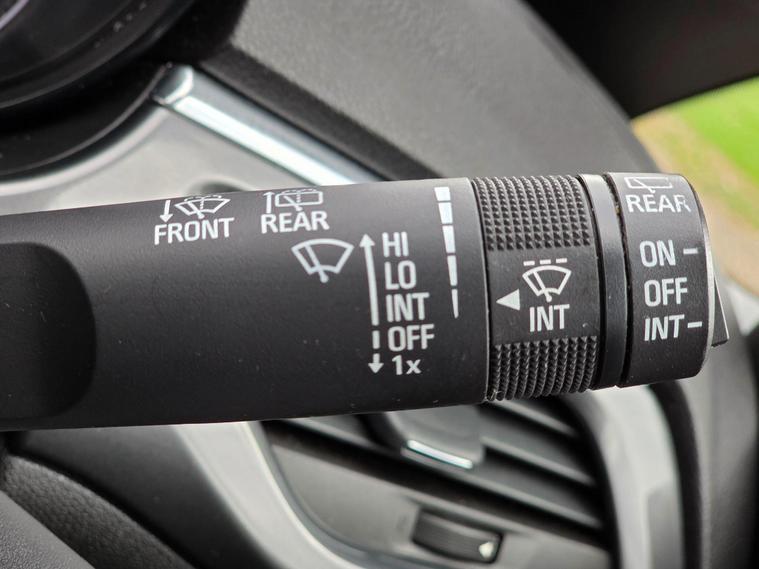 FRONT
REAR
HI
LO
INT
OFF
1x
INT
REAR
ON
OFF
INT